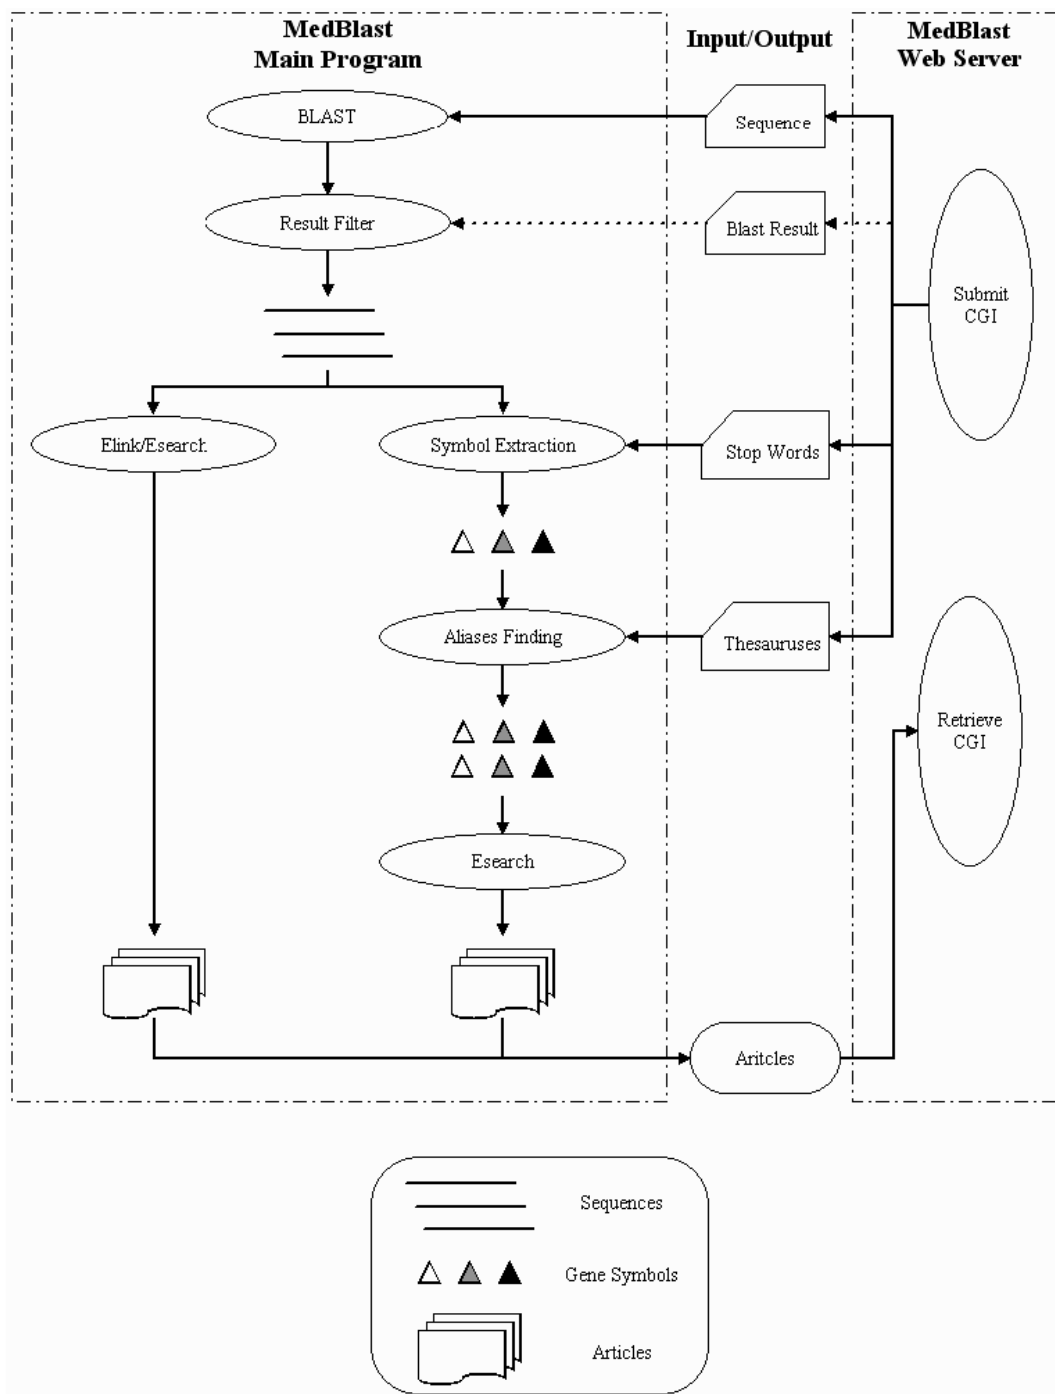 MedBlast
Main Program
Input/Output
MedBlast
Web Server
BLAST
Sequence
Result Filter
Blast Result
Submit
CGI
Elink/Esearch
Symbol Extraction
Stop Words
Aliases Finding
Thesauruses
Retrieve
CGI
Esearch
Aritcles
Sequences
Gene Symbols
Articles